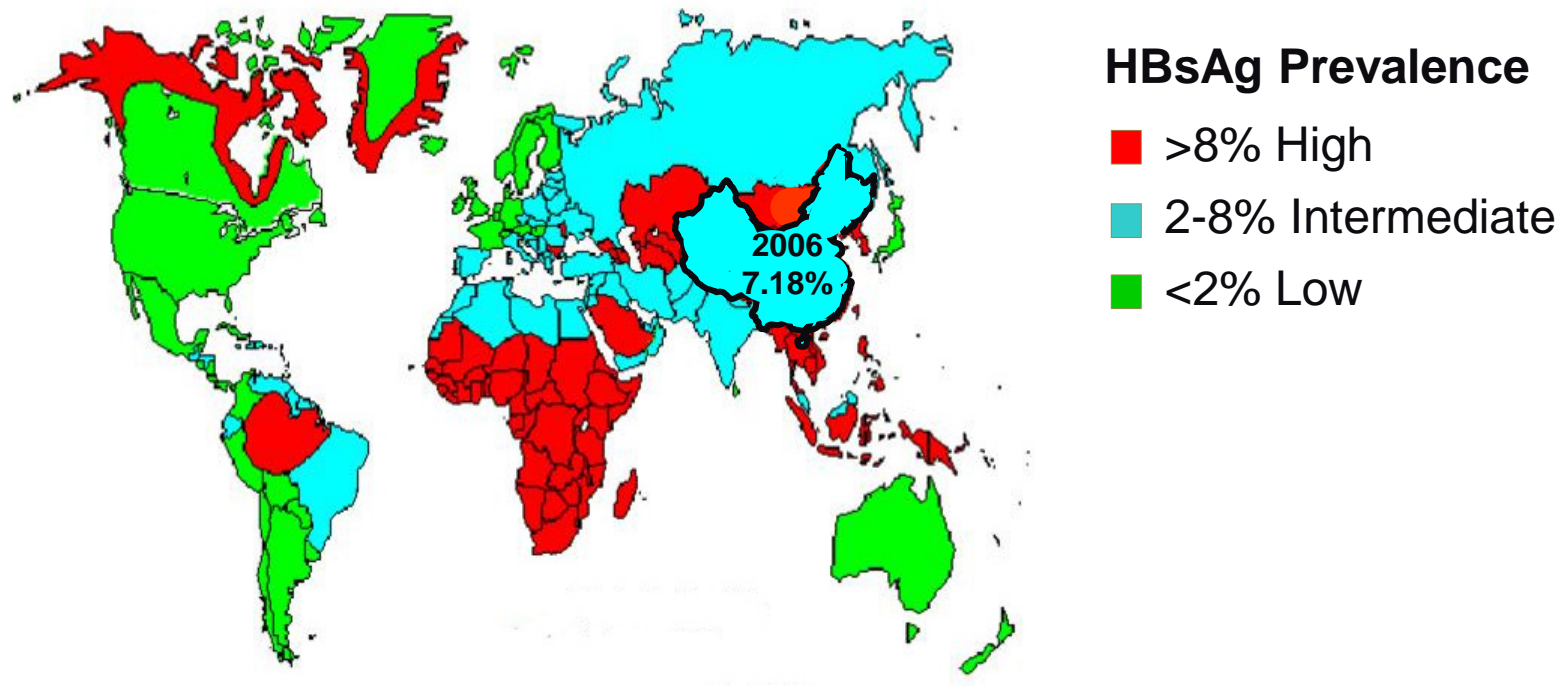 HBsAg Prevalence
>8% High
2-8% Intermediate
<2% Low
2006
7.18%